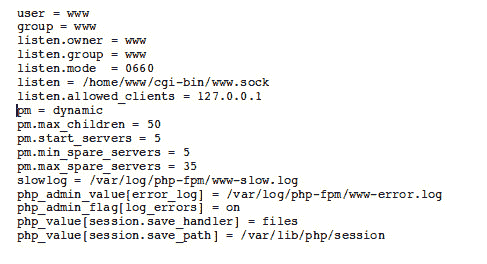 user = www
group = www
listen.owner = www
listen.group = www
listen.mode  = 0660
listen = /home/www/cgi-bin/www.sock
listen.allowed_clients = 127.0.0.1
pm = dynamic
pm.max_children = 50
pm.start_servers = 5
pm.min_spare_servers = 5
pm.max_spare_servers = 35
slowlog = /var/log/php-fpm/www-slow.log
php_admin_value[error_log] = /var/log/php-fpm/www-error.log
php_admin_flag[log_errors] = on
php_value[session.save_handler] = files
php_value[session.save_path] = /var/lib/php/session